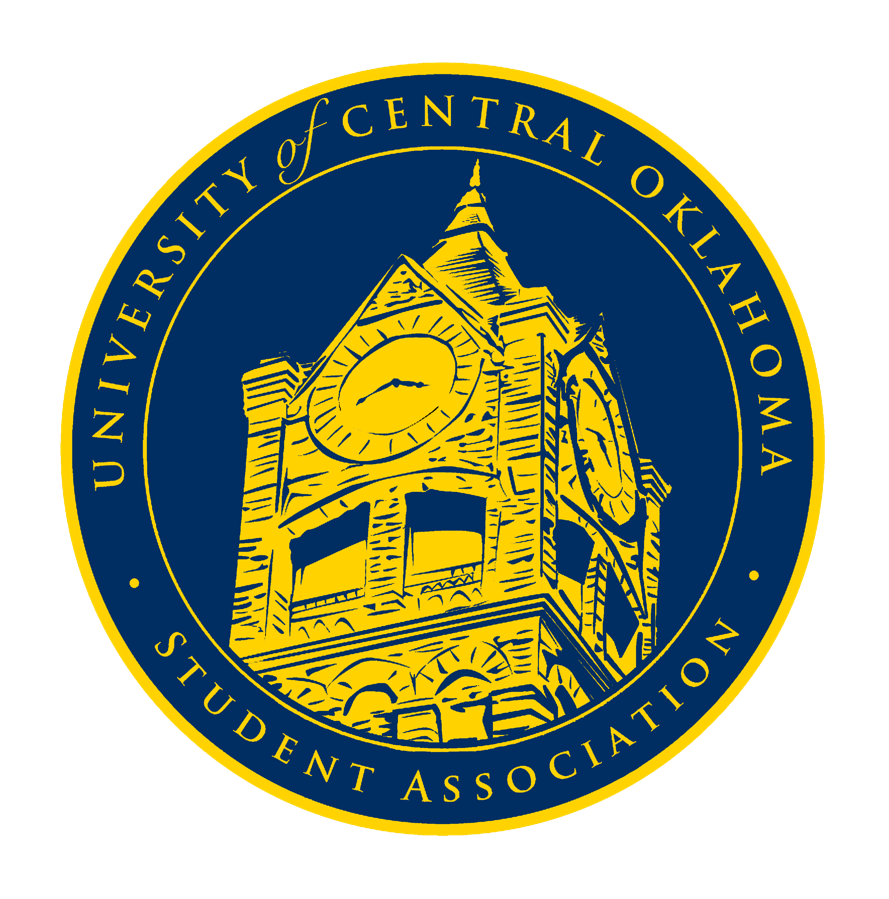 UNIVERSITY of CENTRAL OKLAHOMA
STUDENT ASSOCIATION